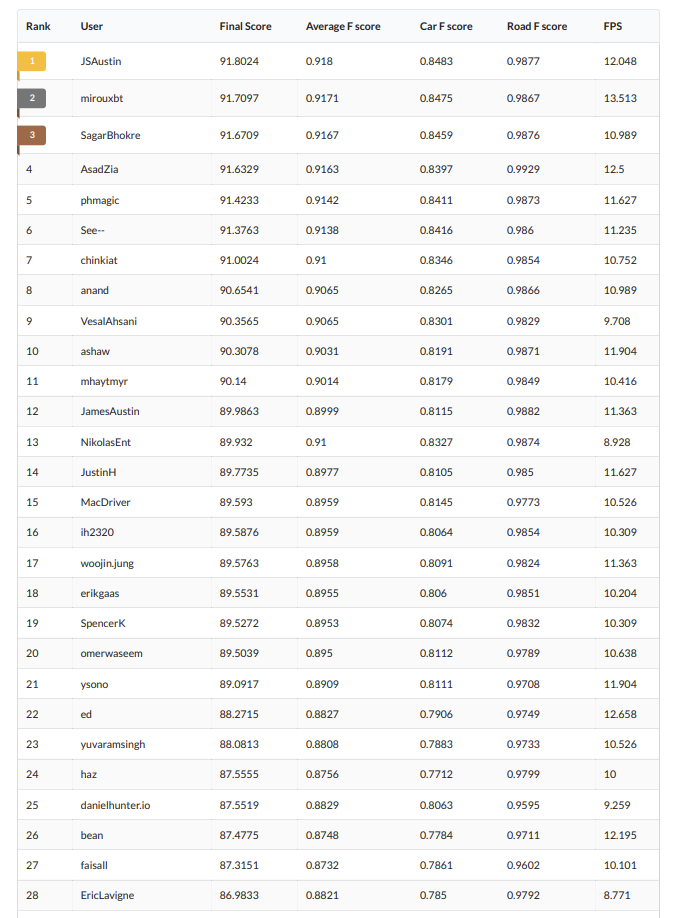 Rank User Final Score Average F score Car F score Road F score FPS
1 JSAustin 91.8024 0.918 0.8483 0.9877 12.048
2 mirouxbt 91.7097 0.9171 0.8475 0.9867 13.513
3 SagarBhokre 91.6709 0.9167 0.8459 0.9876 10.989
4 AsadZia 91.6329 0.9163 0.8397 0.9929 12.5
5 phmagic 91.4233 0.9142 0.8411 0.9873 11.627
6 See-- 91.3763 0.9138 0.8416 0.986 11.235
7 chinkiat 91.0024 0.91 0.8346 0.9854 10.752
8 anand 90.6541 0.9065 0.8265 0.9866 10.989
9 VesalAhsani 90.3565 0.9065 0.8301 0.9829 9.708
10 ashaw 90.3078 0.9031 0.8191 0.9871 11.904
11 mhaytmyr 90.14 0.9014 0.8179 0.9849 10.416
12 JamesAustin 89.9863 0.8999 0.8115 0.9882 11.363
13 NikolasEnt 89.932 0.91 0.8327 0.9874 8.928
14 JustinH 89.7735 0.8977 0.8105 0.985 11.627
15 MacDriver 89.593 0.8959 0.8145 0.9773 10.526
16 ih2320 89.5876 0.8959 0.8064 0.9854 10.309
17 woojin.jung 89.5763 0.8958 0.8091 0.9824 11.363
18 erikgaas 89.5531 0.8955 0.806 0.9851 10.204
19 SpencerK 89.5272 0.8953 0.8074 0.9832 10.309
20 omerwaseem 89.5039 0.895 0.8112 0.9789 10.638
21 ysono 89.0917 0.8909 0.8111 0.9708 11.904
22 ed 88.2715 0.8827 0.7906 0.9749 12.658
23 yuvaramsingh 88.0813 0.8808 0.7883 0.9733 10.526
24 haz 87.5555 0.8756 0.7712 0.9799 10
25 danielhunter.io 87.5519 0.8829 0.8063 0.9595 9.259
26 bean 87.4775 0.8748 0.7784 0.9711 12.195
27 faisall 87.3151 0.8732 0.7861 0.9602 10.101
28 EricLavigne 86.9833 0.8821 0.785 0.9792 8.771